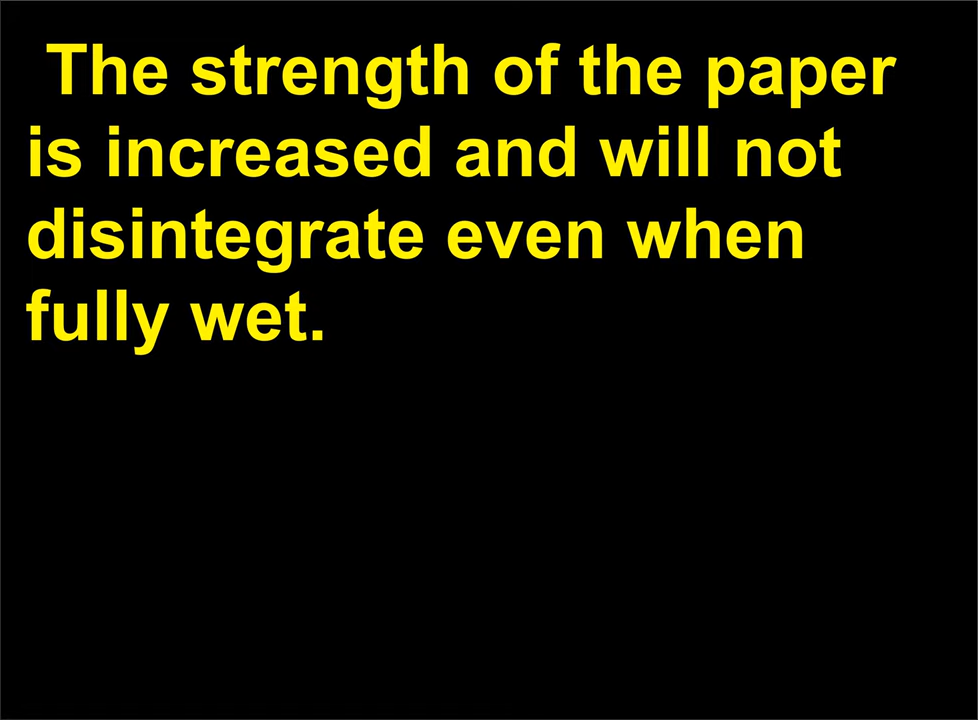 The strength of the paper
is increased and will not
disintegrate even when
fully wet.